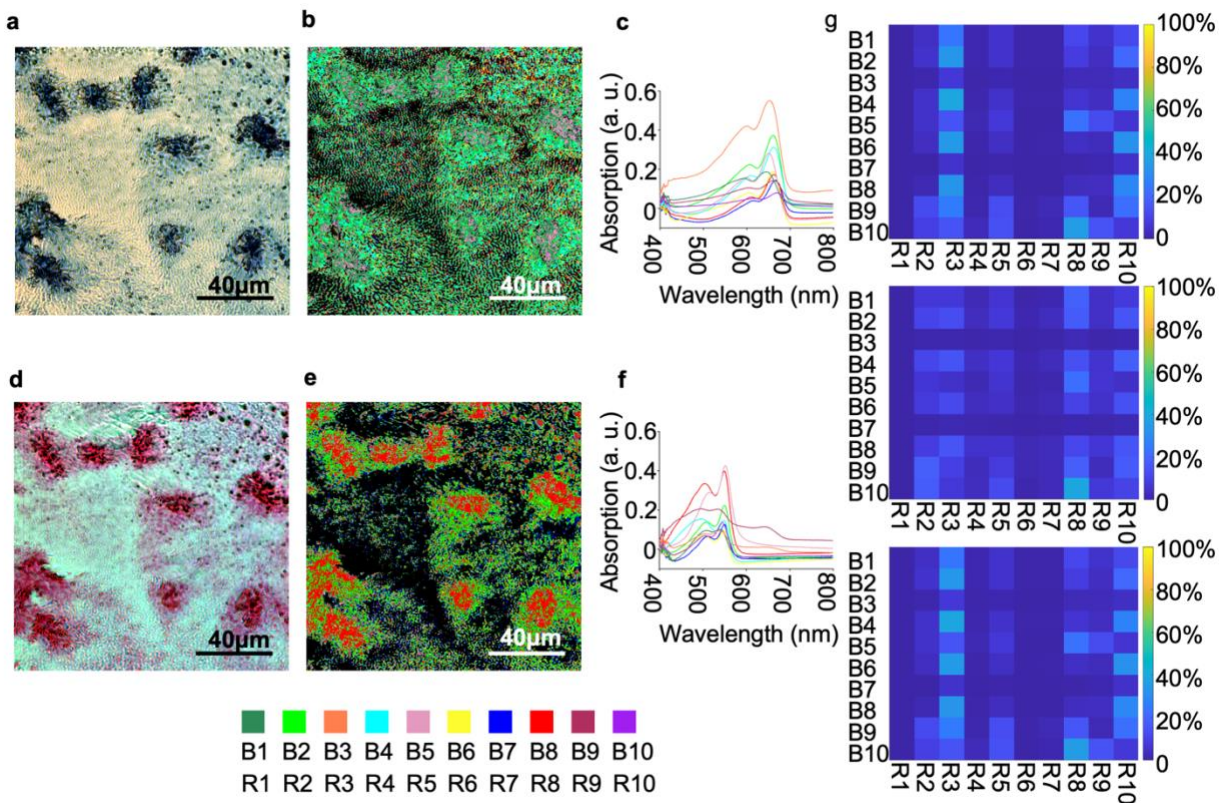 a
b
c
g
40µm
40µm
Absorption (a. u.)
0.6
0.4
0.2
0
400
500
600
700
800
Wavelength (nm)
B1
B2
B3
B4
B5
B6
B7
B8
B9
B10
R1
R2
R3
R4
R5
R6
R7
R8
R9
R10
100%
80%
60%
40%
20%
0
B1
B2
B3
B4
B5
B6
B7
B8
B9
B10
R1
R2
R3
R4
R5
R6
R7
R8
R9
R10
100%
80%
60%
40%
20%
0
d
e
f
40µm
40µm
Absorption (a. u.)
0.6
0.4
0.2
0
400
500
600
700
800
Wavelength (nm)
B1
B2
B3
B4
B5
B6
B7
B8
B9
B10
R1
R2
R3
R4
R5
R6
R7
R8
R9
R10
100%
80%
60%
40%
20%
0
B1 B2 B3 B4 B5 B6 B7 B8 B9 B10
R1 R2 R3 R4 R5 R6 R7 R8 R9 R10